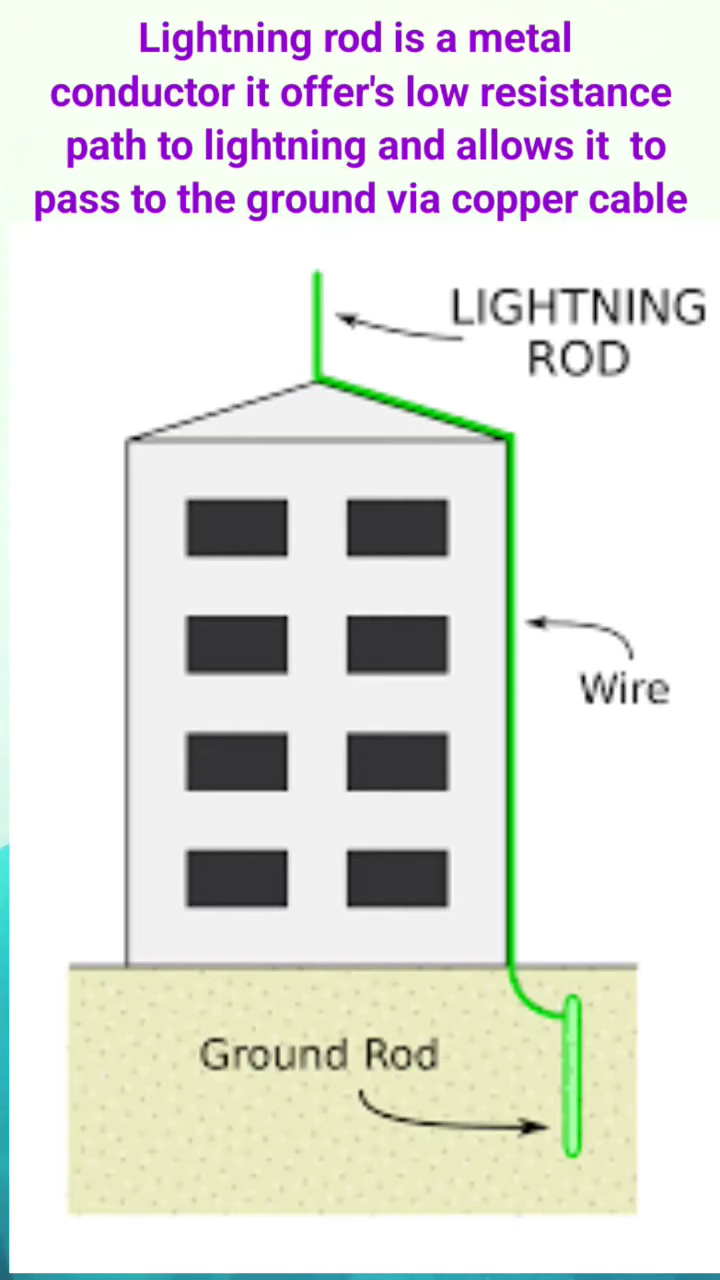 Lightning rod is a metal
conductor it offer's low resistance
path to lightning and allows it  to
pass to the ground via copper cable
LIGHTNING
ROD
Wire
Ground Rod